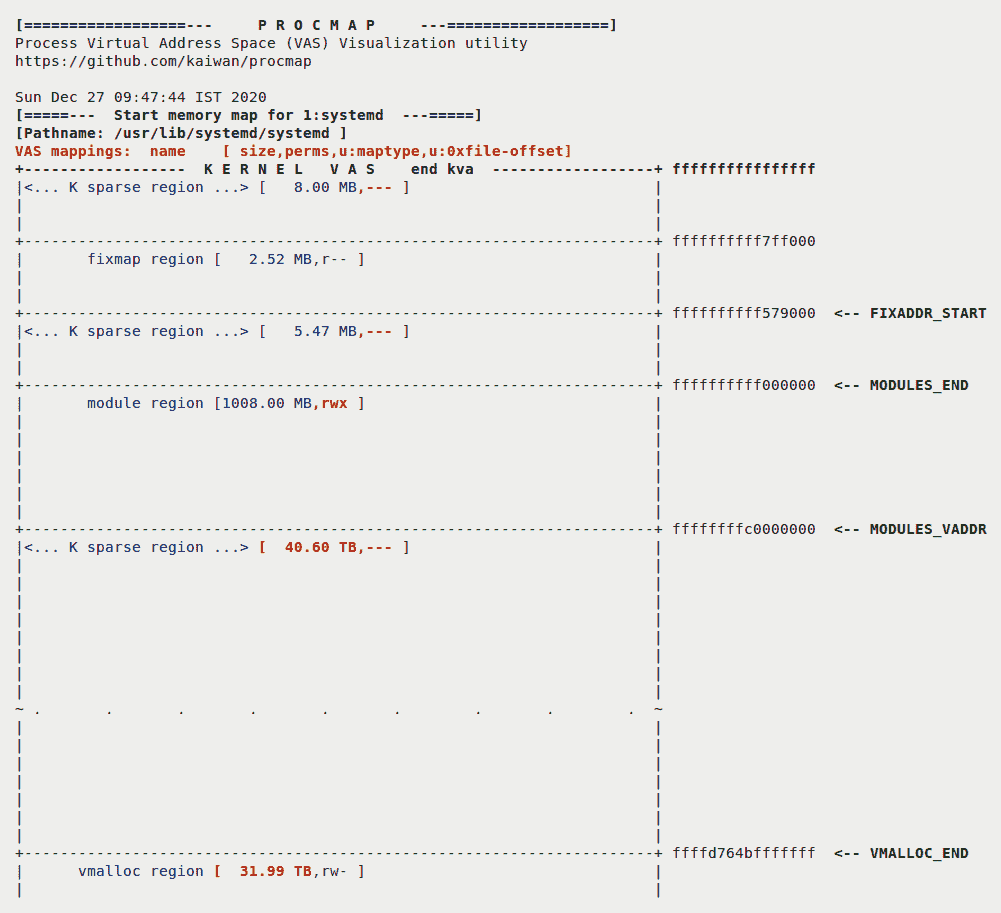 [==================---     P R O C M A P     ---==================]
Process Virtual Address Space (VAS) Visualization utility
https://github.com/kaiwan/procmap
Sun Dec 27 09:47:44 IST 2020
[=====---  Start memory map for 1:systemd  ---=====]
[Pathname: /usr/lib/systemd/systemd ]
VAS mappings:  name    [ size,perms,u:maptype,u:0xfile-offset]
+------------------  K E R N E L   V A S    end kva  ------------------+ ffffffffffffffff
|<... K sparse region ...> [   8.00 MB,--- ]                           |
|                                                                      |
|                                                                      |
+----------------------------------------------------------------------+ ffffffffff7ff000
|       fixmap region [   2.52 MB,r-- ]                                |
|                                                                      |
|                                                                      |
+----------------------------------------------------------------------+ ffffffffff579000  <-- FIXADDR_START
|<... K sparse region ...> [   5.47 MB,--- ]                           |
|                                                                      |
|                                                                      |
+----------------------------------------------------------------------+ ffffffffff000000  <-- MODULES_END
|       module region [1008.00 MB,rwx ]                                |
|                                                                      |
|                                                                      |
|                                                                      |
|                                                                      |
|                                                                      |
|                                                                      |
+----------------------------------------------------------------------+ ffffffffc0000000  <-- MODULES_VADDR
|<... K sparse region ...> [  40.60 TB,--- ]                           |
|                                                                      |
|                                                                      |
|                                                                      |
|                                                                      |
|                                                                      |
|                                                                      |
|                                                                      |
|                                                                      |
~ .       .       .       .       .       .        .       .        .  ~
|                                                                      |
|                                                                      |
|                                                                      |
|                                                                      |
|                                                                      |
|                                                                      |
|                                                                      |
+----------------------------------------------------------------------+ ffffd764bfffffff  <-- VMALLOC_END
|      vmalloc region [  31.99 TB,rw- ]                                |
|                                                                      |